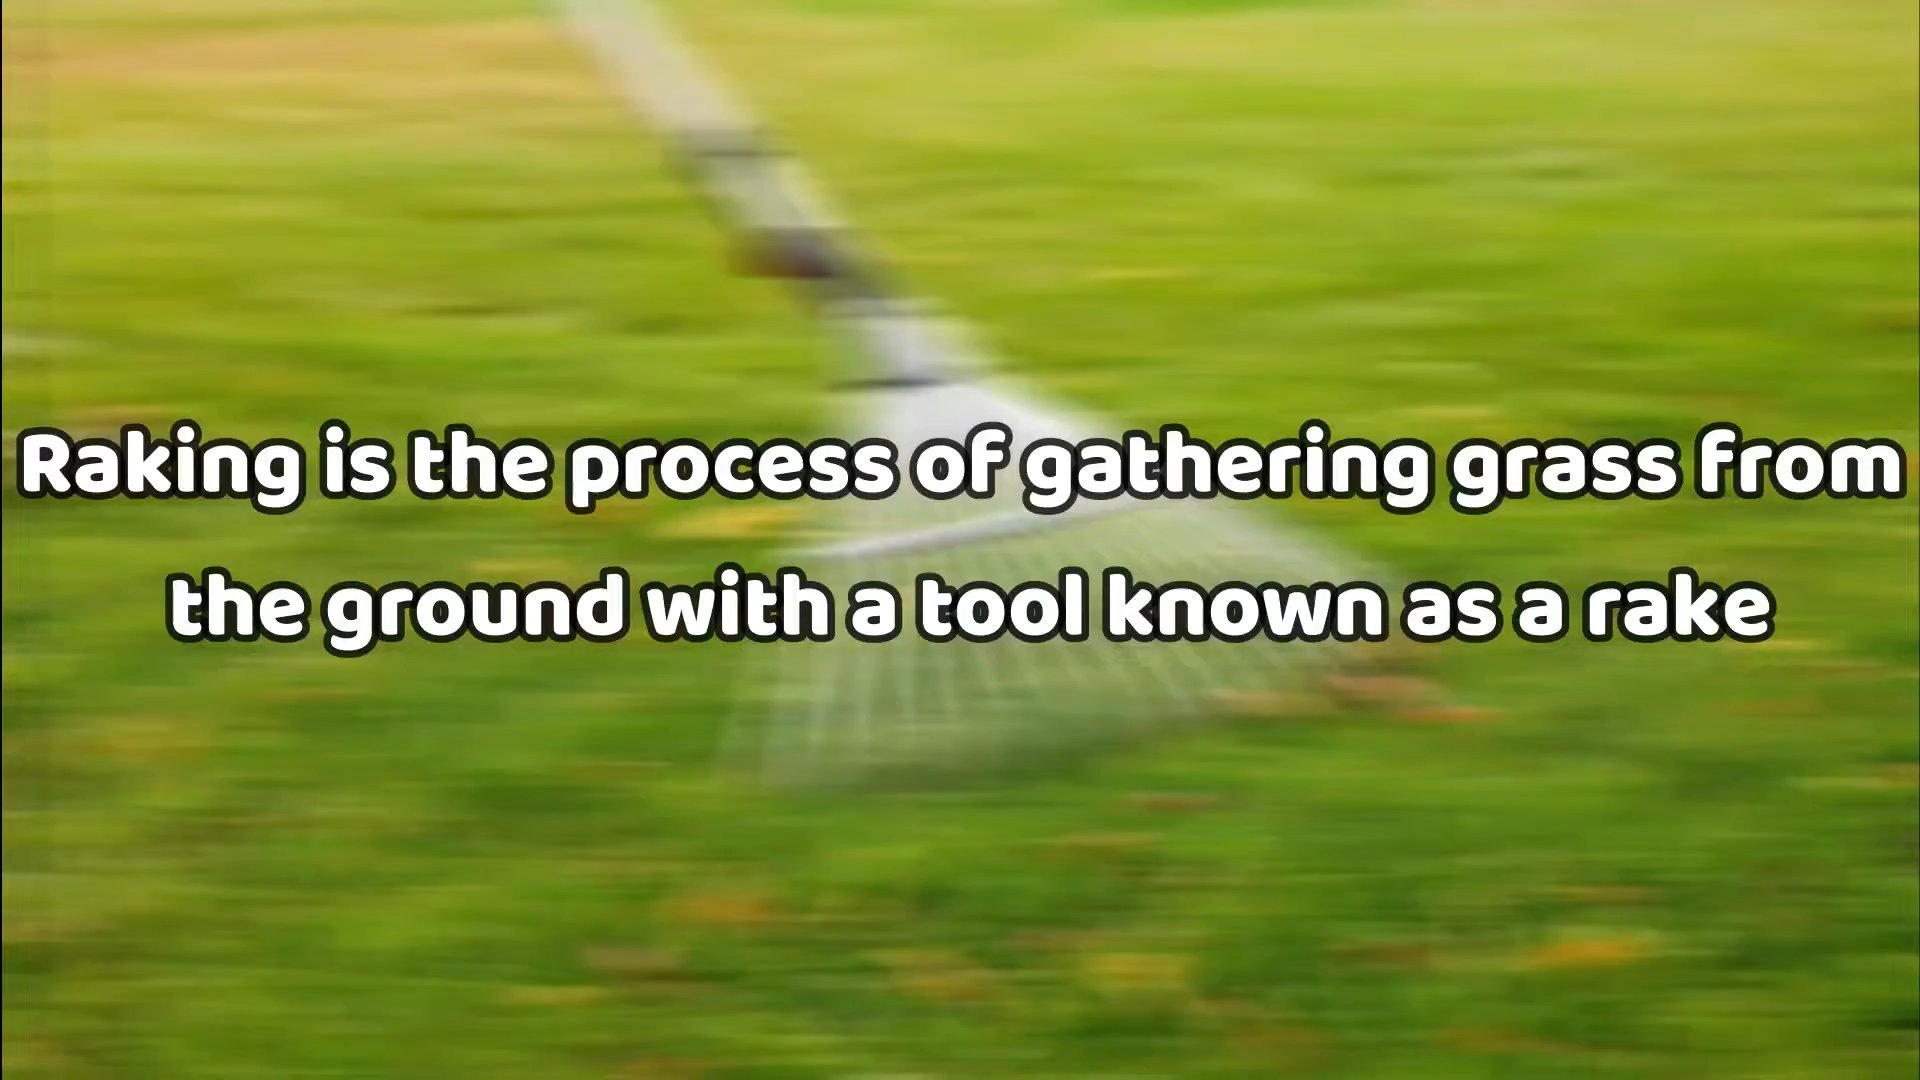 Raking is the process of gathering grass from
the ground with a tool known as a rake